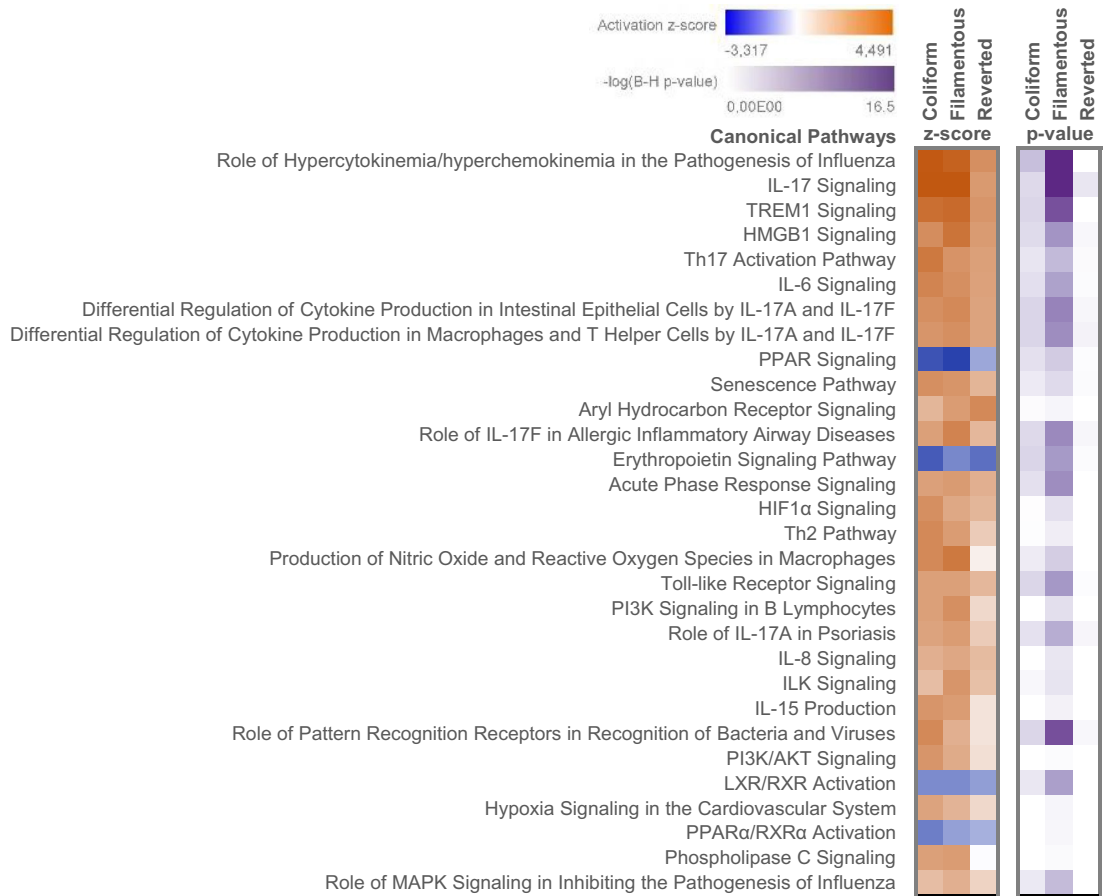 Activation z-score
-3,317 4,491
-log(B-H p-value)
0,00E00 16.5
Coliform
Filamentous
Reverted
Coliform
Filamentous
Reverted
Canonical Pathways z-score p-value
Role of Hypercytokinemia/hyperchemokinemia in the Pathogenesis of Influenza
IL-17 Signaling
TREM1 Signaling
HMGB1 Signaling
Th17 Activation Pathway
IL-6 Signaling
Differential Regulation of Cytokine Production in Intestinal Epithelial Cells by IL-17A and IL-17F
Differential Regulation of Cytokine Production in Macrophages and T Helper Cells by IL-17A and IL-17F
PPAR Signaling
Senescence Pathway
Aryl Hydrocarbon Receptor Signaling
Role of IL-17F in Allergic Inflammatory Airway Diseases
Erythropoietin Signaling Pathway
Acute Phase Response Signaling
HIF1α Signaling
Th2 Pathway
Production of Nitric Oxide and Reactive Oxygen Species in Macrophages
Toll-like Receptor Signaling
PI3K Signaling in B Lymphocytes
Role of IL-17A in Psoriasis
IL-8 Signaling
ILK Signaling
IL-15 Production
Role of Pattern Recognition Receptors in Recognition of Bacteria and Viruses
PI3K/AKT Signaling
LXR/RXR Activation
Hypoxia Signaling in the Cardiovascular System
PPARα/RXRα Activation
Phospholipase C Signaling
Role of MAPK Signaling in Inhibiting the Pathogenesis of Influenza